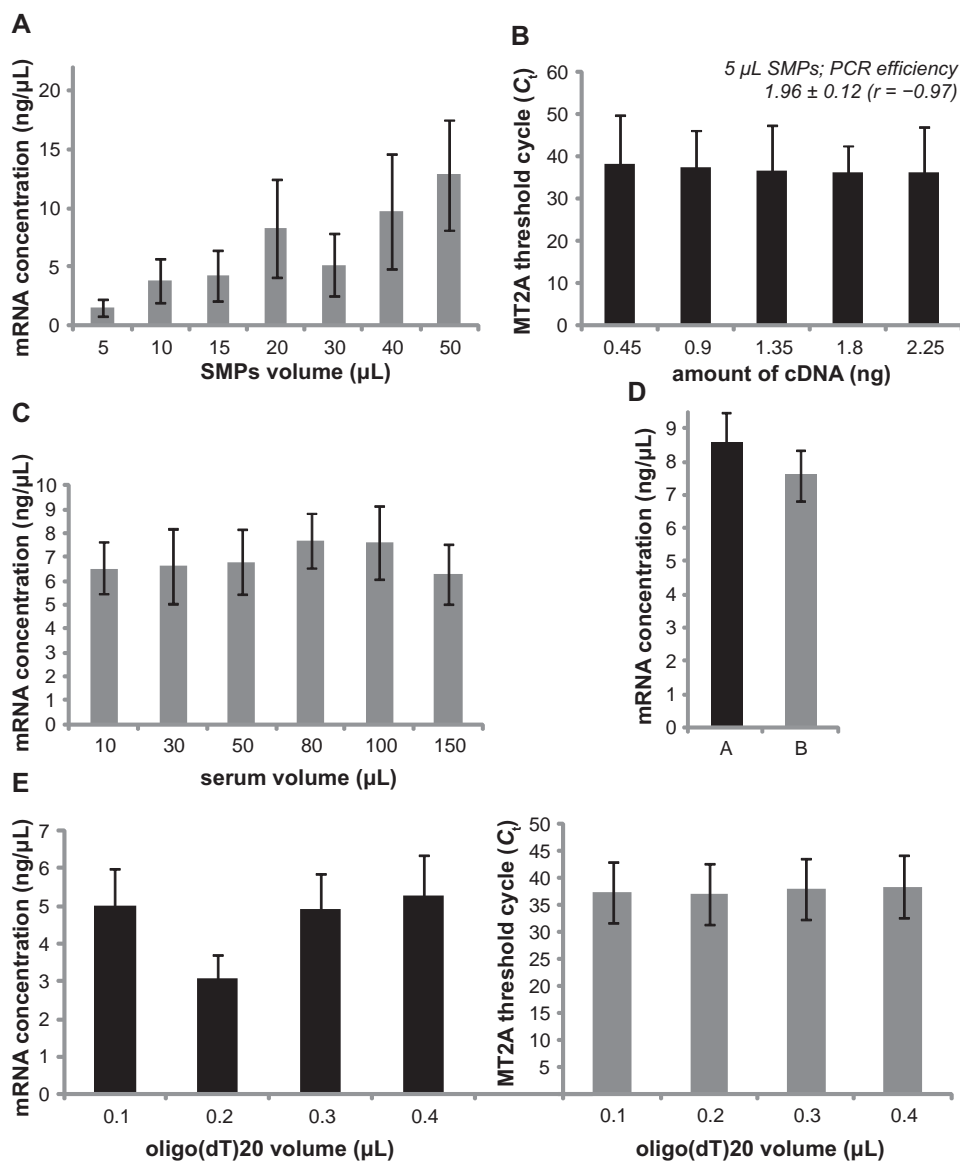 A
mRNA concentration (ng/µL)
20
15
10
5
0
5 10 15 20 30 40 50
SMPs volume (µL)
B
5 µL SMPs; PCR efficiency
1.96 ± 0.12 (r = −0.97)
MT2A threshold cycle (Ct)
60
50
40
30
20
10
0
0.45 0.9 1.35 1.8 2.25
amount of cDNA (ng)
C
mRNA concentration (ng/µL)
10
9
8
7
6
5
4
3
2
1
0
10 30 50 80 100 150
serum volume (µL)
D
mRNA concentration (ng/µL)
9
8
7
6
5
4
3
2
1
0
A B
E
mRNA concentration (ng/µL)
7
6
5
4
3
2
1
0
0.1 0.2 0.3 0.4
oligo(dT)20 volume (µL)
MT2A threshold cycle (Ct)
50
45
40
35
30
25
20
15
10
5
0.1 0.2 0.3 0.4
oligo(dT)20 volume (µL)